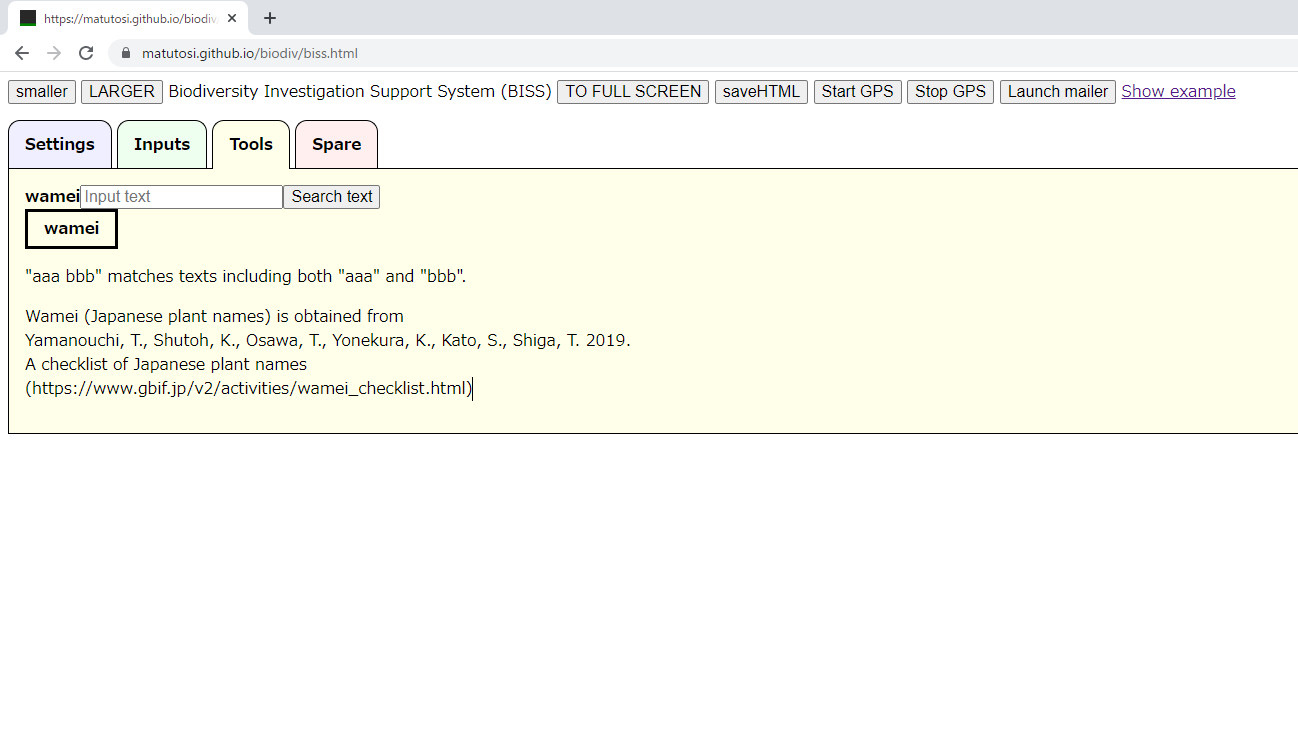 https://matutosi.github.io/biodiv
matutosi.github.io/biodiv/biss.html
smaller LARGER Biodiversity Investigation Support System (BISS) TO FULL SCREEN saveHTML Start GPS Stop GPS Launch mailer Show example
Settings Inputs Tools Spare
wamei Input text Search text
wamei
"aaa bbb" matches texts including both "aaa" and "bbb".
Wamei (Japanese plant names) is obtained from
Yamanouchi, T., Shutoh, K., Osawa, T., Yonekura, K., Kato, S., Shiga, T. 2019.
A checklist of Japanese plant names
(https://www.gbif.jp/v2/activities/wamei_checklist.html)